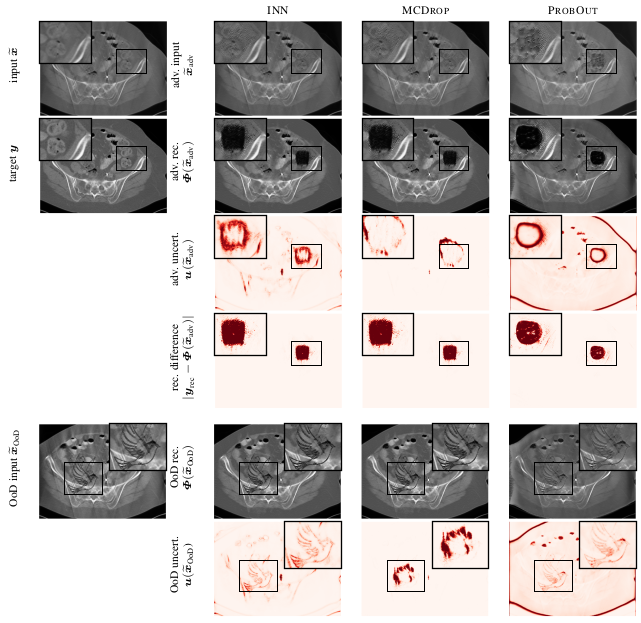 INN MCDROP PROBOUT
input x̃
adv. input
x̃adv
target y
adv. rec.
Φ(x̃adv)
adv. uncert.
u(x̃adv)
rec. difference
|yrec − Φ(x̃adv)|
OoD input x̃OoD
OoD rec.
Φ(x̃OoD)
OoD uncert.
u(x̃OoD)